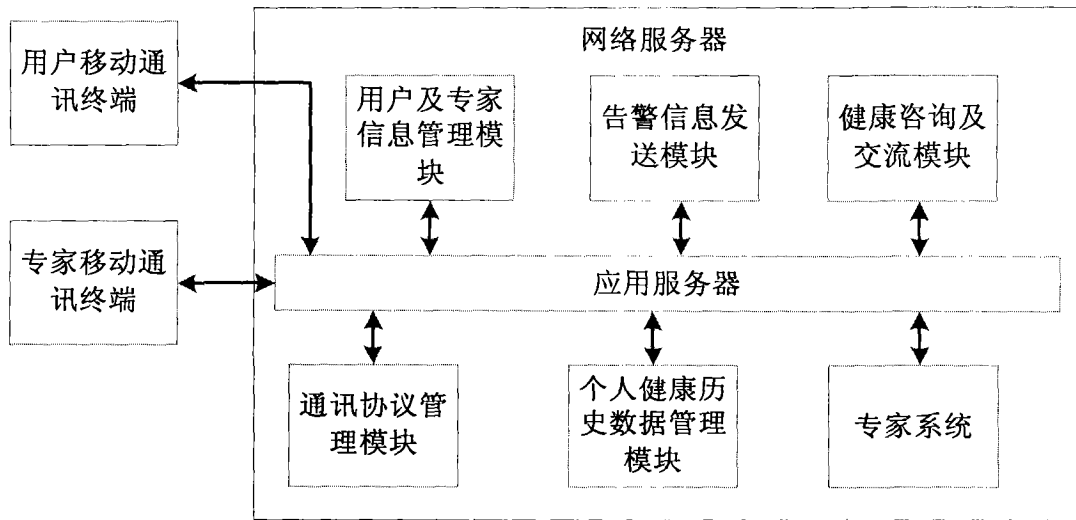 网络服务器
用户移动通
讯终端
用户及专家
信息管理模
块
告警信息发
送模块
健康咨询及
交流模块
专家移动通
讯终端
应用服务器
通讯协议管
理模块
个人健康历
史数据管理
模块
专家系统